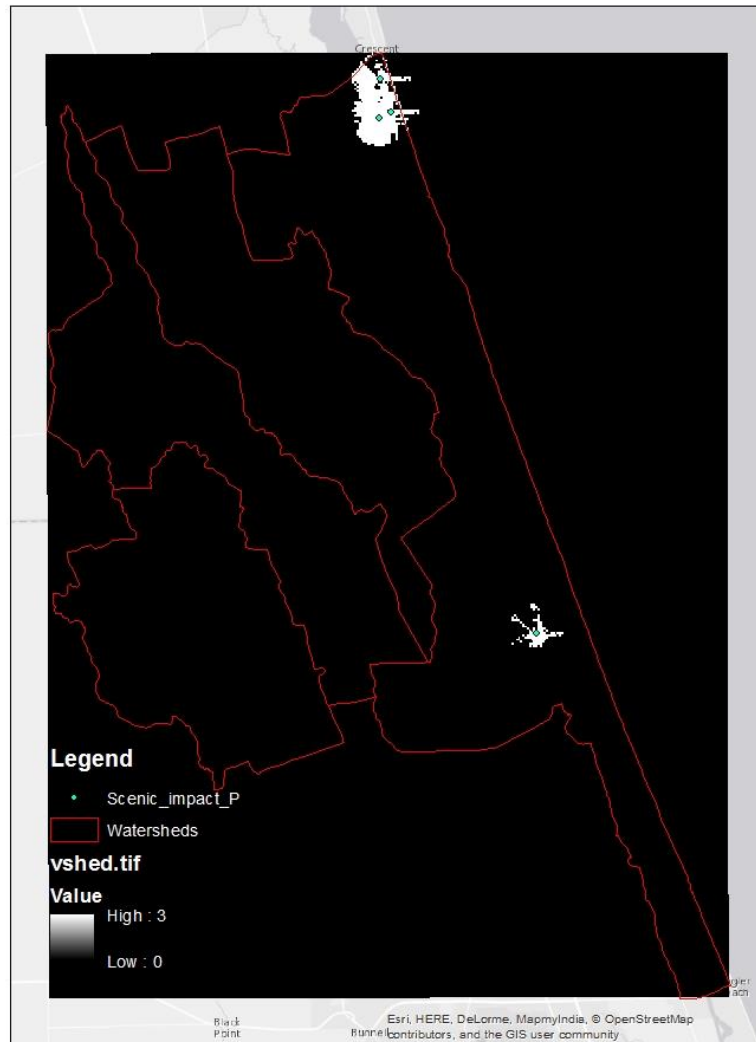 Crescent
Legend
Scenic_impact_P
Watersheds
vshed.tif
Value
High : 3
Low : 0
Black
Point
Bunnell
Esri, HERE, DeLorme, MapmyIndia, © OpenStreetMap
contributors, and the GIS user community